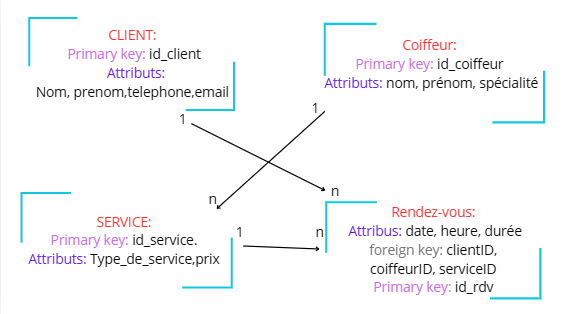 CLIENT:
Primary key: id_client
Attributs:
Nom, prenom,telephone,email
Coiffeur:
Primary key: id_coiffeur
Attributs: nom, prénom, spécialité
1
1
n
n
SERVICE:
Primary key: id_service.
Attributs: Type_de_service,prix
1
n
Rendez-vous:
Attribus: date, heure, durée
foreign key: clientID,
coiffeurID, serviceID
Primary key: id_rdv